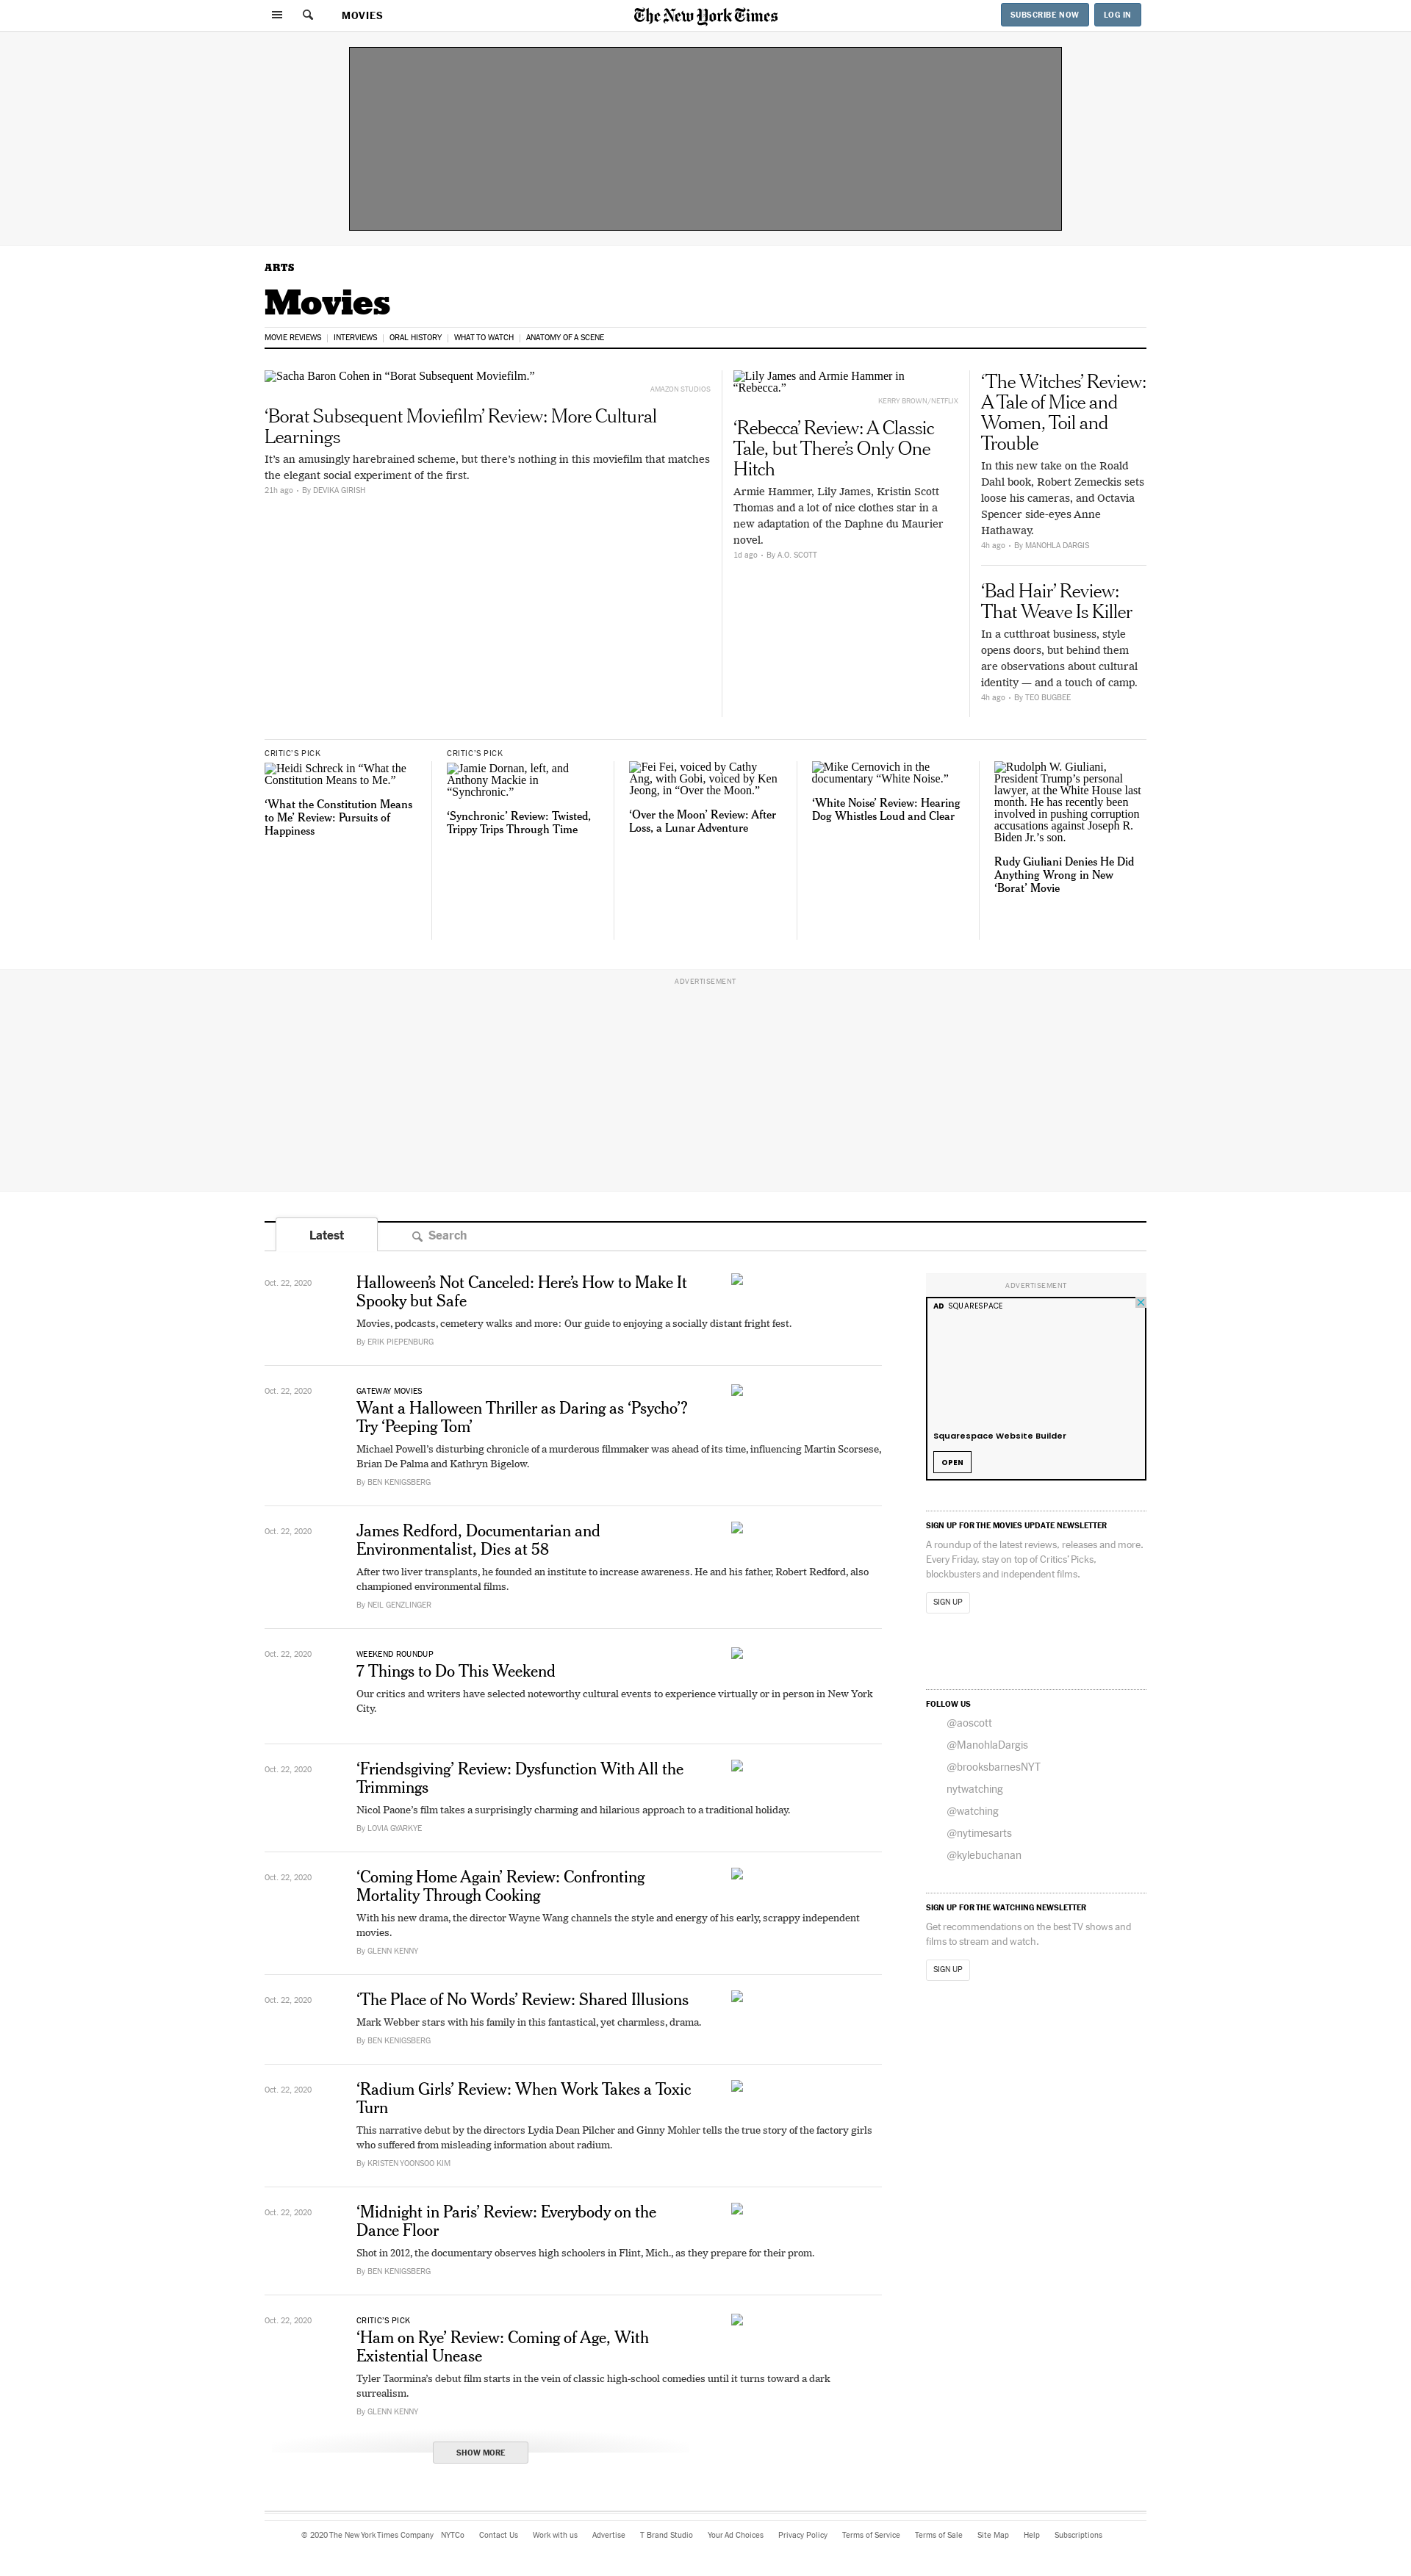 MOVIES
The New York Times
SUBSCRIBE NOW
LOG IN
ARTS
Movies
MOVIE REVIEWS | INTERVIEWS | ORAL HISTORY | WHAT TO WATCH | ANATOMY OF A SCENE
Sacha Baron Cohen in “Borat Subsequent Moviefilm.”
AMAZON STUDIOS
‘Borat Subsequent Moviefilm’ Review: More Cultural
Learnings
It’s an amusingly harebrained scheme, but there’s nothing in this moviefilm that matches
the elegant social experiment of the first.
21h ago • By DEVIKA GIRISH
Lily James and Armie Hammer in
“Rebecca.”
KERRY BROWN/NETFLIX
‘Rebecca’ Review: A Classic
Tale, but There’s Only One
Hitch
Armie Hammer, Lily James, Kristin Scott
Thomas and a lot of nice clothes star in a
new adaptation of the Daphne du Maurier
novel.
1d ago • By A.O. SCOTT
‘The Witches’ Review:
A Tale of Mice and
Women, Toil and
Trouble
In this new take on the Roald
Dahl book, Robert Zemeckis sets
loose his cameras, and Octavia
Spencer side-eyes Anne
Hathaway.
4h ago • By MANOHLA DARGIS
‘Bad Hair’ Review:
That Weave Is Killer
In a cutthroat business, style
opens doors, but behind them
are observations about cultural
identity — and a touch of camp.
4h ago • By TEO BUGBEE
CRITIC’S PICK
Heidi Schreck in “What the
Constitution Means to Me.”
‘What the Constitution Means
to Me’ Review: Pursuits of
Happiness
CRITIC’S PICK
Jamie Dornan, left, and
Anthony Mackie in
“Synchronic.”
‘Synchronic’ Review: Twisted,
Trippy Trips Through Time
Fei Fei, voiced by Cathy
Ang, with Gobi, voiced by Ken
Jeong, in “Over the Moon.”
‘Over the Moon’ Review: After
Loss, a Lunar Adventure
Mike Cernovich in the
documentary “White Noise.”
‘White Noise’ Review: Hearing
Dog Whistles Loud and Clear
Rudolph W. Giuliani,
President Trump’s personal
lawyer, at the White House last
month. He has recently been
involved in pushing corruption
accusations against Joseph R.
Biden Jr.’s son.
Rudy Giuliani Denies He Did
Anything Wrong in New
‘Borat’ Movie
ADVERTISEMENT
Latest
Search
Oct. 22, 2020
Halloween’s Not Canceled: Here’s How to Make It
Spooky but Safe
Movies, podcasts, cemetery walks and more: Our guide to enjoying a socially distant fright fest.
By ERIK PIEPENBURG
Oct. 22, 2020
GATEWAY MOVIES
Want a Halloween Thriller as Daring as ‘Psycho’?
Try ‘Peeping Tom’
Michael Powell’s disturbing chronicle of a murderous filmmaker was ahead of its time, influencing Martin Scorsese,
Brian De Palma and Kathryn Bigelow.
By BEN KENIGSBERG
Oct. 22, 2020
James Redford, Documentarian and
Environmentalist, Dies at 58
After two liver transplants, he founded an institute to increase awareness. He and his father, Robert Redford, also
championed environmental films.
By NEIL GENZLINGER
Oct. 22, 2020
WEEKEND ROUNDUP
7 Things to Do This Weekend
Our critics and writers have selected noteworthy cultural events to experience virtually or in person in New York
City.
Oct. 22, 2020
‘Friendsgiving’ Review: Dysfunction With All the
Trimmings
Nicol Paone’s film takes a surprisingly charming and hilarious approach to a traditional holiday.
By LOVIA GYARKYE
Oct. 22, 2020
‘Coming Home Again’ Review: Confronting
Mortality Through Cooking
With his new drama, the director Wayne Wang channels the style and energy of his early, scrappy independent
movies.
By GLENN KENNY
Oct. 22, 2020
‘The Place of No Words’ Review: Shared Illusions
Mark Webber stars with his family in this fantastical, yet charmless, drama.
By BEN KENIGSBERG
Oct. 22, 2020
‘Radium Girls’ Review: When Work Takes a Toxic
Turn
This narrative debut by the directors Lydia Dean Pilcher and Ginny Mohler tells the true story of the factory girls
who suffered from misleading information about radium.
By KRISTEN YOONSOO KIM
Oct. 22, 2020
‘Midnight in Paris’ Review: Everybody on the
Dance Floor
Shot in 2012, the documentary observes high schoolers in Flint, Mich., as they prepare for their prom.
By BEN KENIGSBERG
Oct. 22, 2020
CRITIC’S PICK
‘Ham on Rye’ Review: Coming of Age, With
Existential Unease
Tyler Taormina’s debut film starts in the vein of classic high-school comedies until it turns toward a dark
surrealism.
By GLENN KENNY
SHOW MORE
ADVERTISEMENT
AD SQUARESPACE
Squarespace Website Builder
OPEN
SIGN UP FOR THE MOVIES UPDATE NEWSLETTER
A roundup of the latest reviews, releases and more.
Every Friday, stay on top of Critics’ Picks,
blockbusters and independent films.
SIGN UP
FOLLOW US
@aoscott
@ManohlaDargis
@brooksbarnesNYT
nytwatching
@watching
@nytimesarts
@kylebuchanan
SIGN UP FOR THE WATCHING NEWSLETTER
Get recommendations on the best TV shows and
films to stream and watch.
SIGN UP
© 2020 The New York Times Company NYTCo Contact Us Work with us Advertise T Brand Studio Your Ad Choices Privacy Policy Terms of Service Terms of Sale Site Map Help Subscriptions